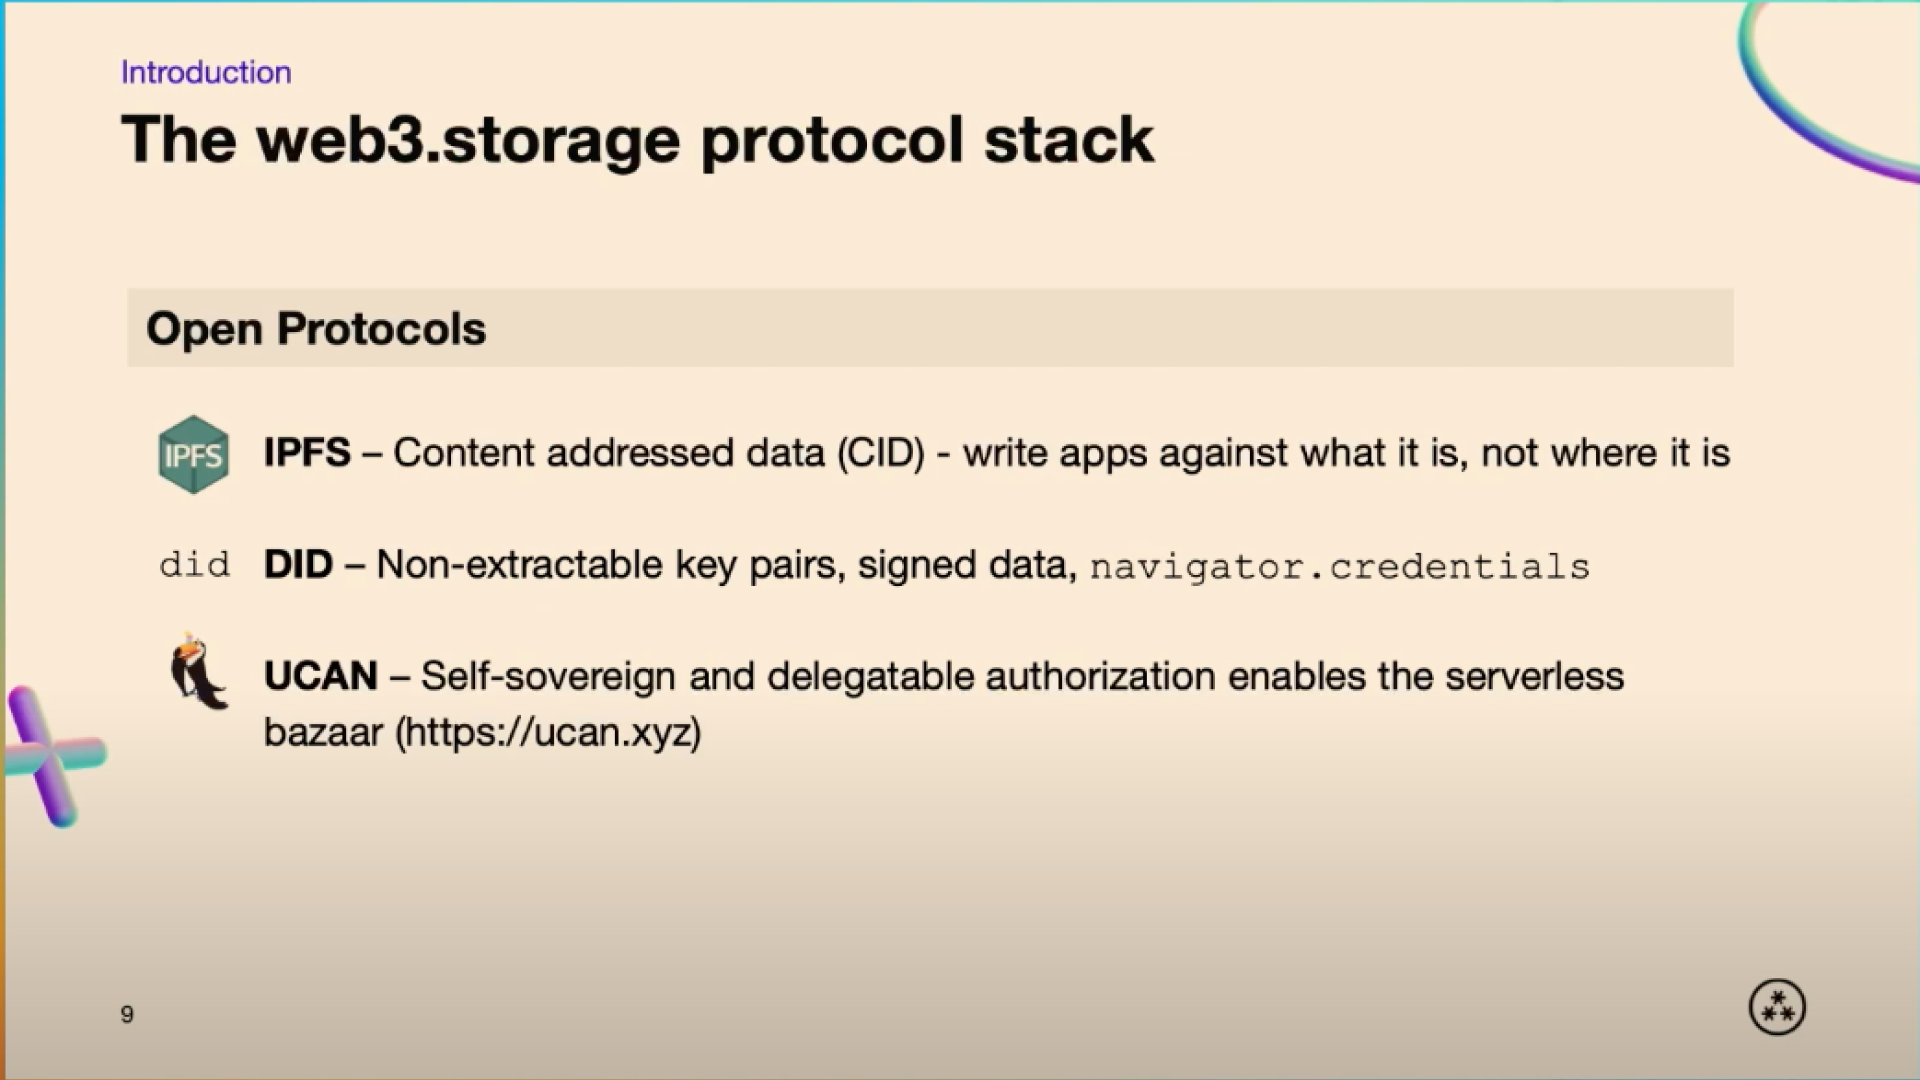 Introduction
The web3.storage protocol stack
Open Protocols
IPFS
IPFS – Content addressed data (CID) - write apps against what it is, not where it is
did
DID – Non-extractable key pairs, signed data, navigator.credentials
UCAN – Self-sovereign and delegatable authorization enables the serverless
bazaar (https://ucan.xyz)
9